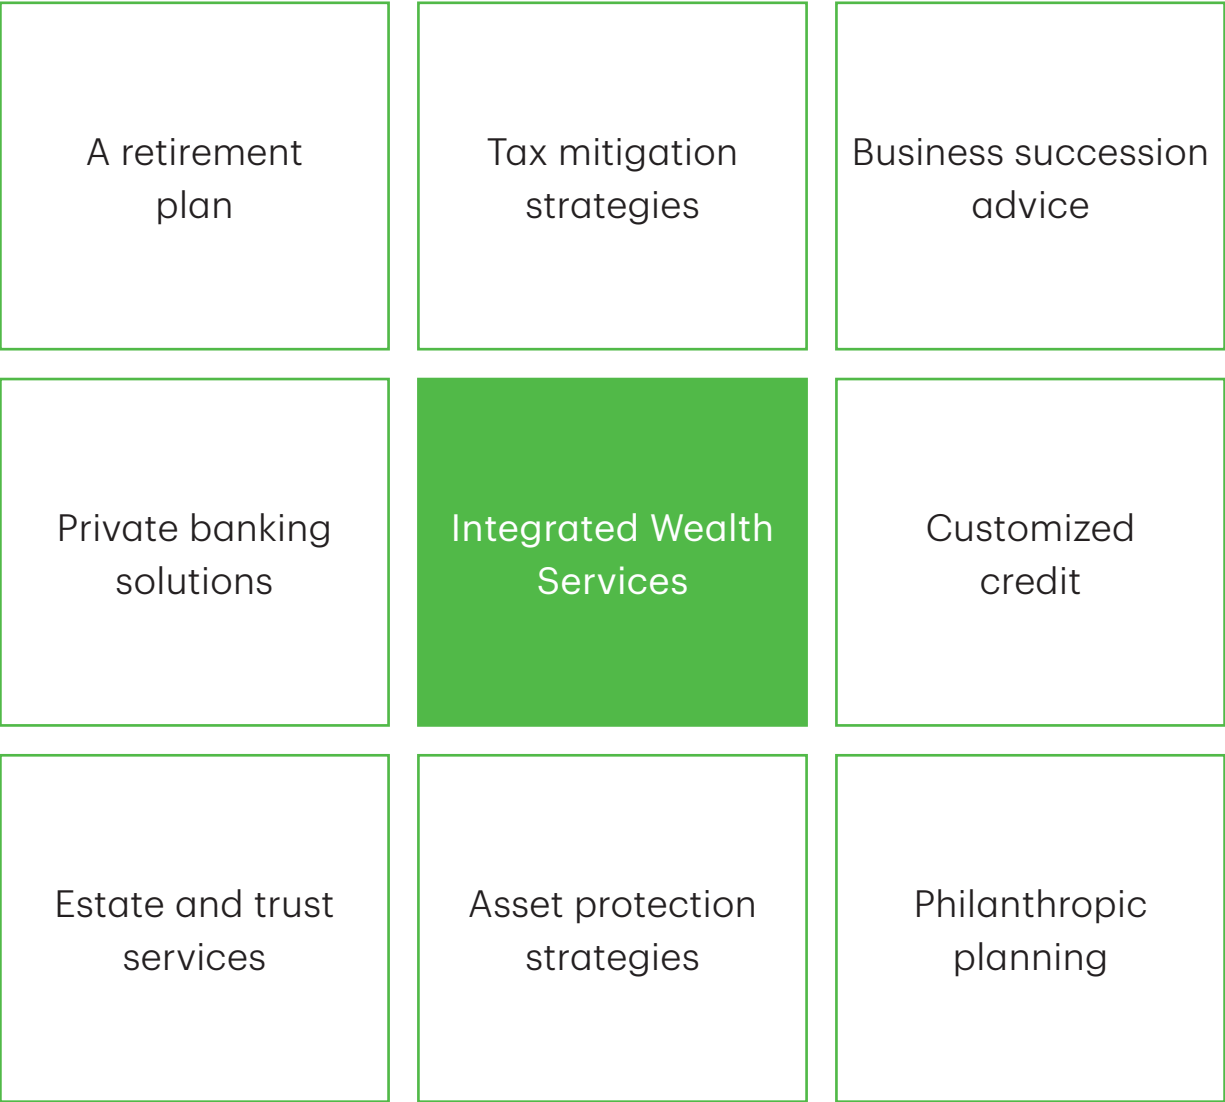 A retirement
plan
Tax mitigation
strategies
Business succession
advice
Private banking
solutions
Integrated Wealth
Services
Customized
credit
Estate and trust
services
Asset protection
strategies
Philanthropic
planning